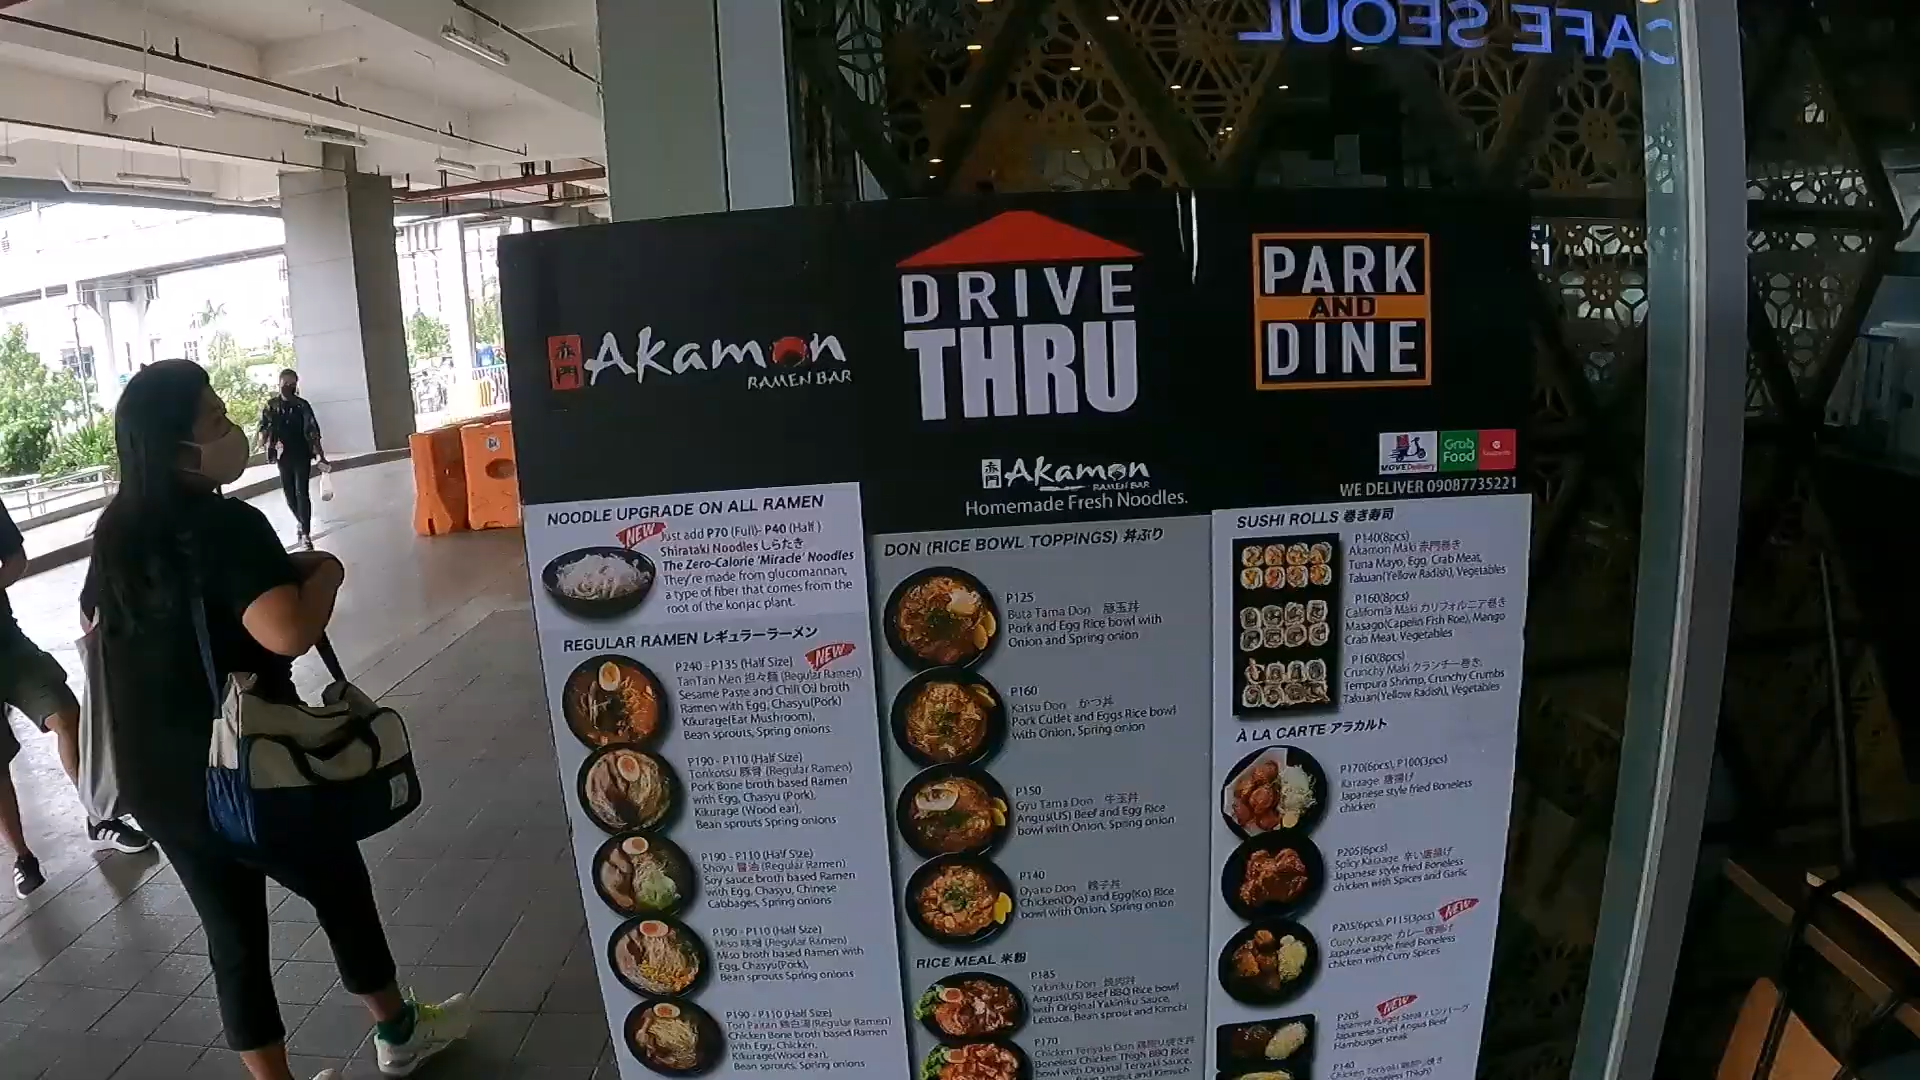 CAFE SEOUL
赤門 Akamon
RAMEN BAR
DRIVE
THRU
PARK
AND
DINE
赤門 Akamon
RAMEN BAR
Homemade Fresh Noodles.
MOVE Delivery
Grab
Food
WE DELIVER 09087735221
NOODLE UPGRADE ON ALL RAMEN
NEW
Just add P70 (Full)- P40 (Half)
Shirataki Noodles しらたき
The Zero-Calorie 'Miracle' Noodles
They're made from glucomannan,
a type of fiber that comes from the
root of the konjac plant.
REGULAR RAMEN レギュラーラーメン
NEW
P240 - P135 (Half Size)
TanTan Men 担々麺 (Regular Ramen)
Sesame Paste and Chili Oil broth
Ramen with Egg, Chasyu(Pork)
Kikurage(Ear Mushroom),
Bean sprouts, Spring onions
P190 - P110 (Half Size)
Tonkotsu 豚骨 (Regular Ramen)
Pork Bone broth based Ramen
with Egg, Chasyu (Pork),
Kikurage (Wood ear),
Bean sprouts Spring onions
P190 - P110 (Half Size)
Shoyu 醤油 (Regular Ramen)
Soy sauce broth based Ramen
with Egg, Chasyu, Chinese
Cabbages, Spring onions
P190 - P110 (Half Size)
Miso 味噌 (Regular Ramen)
Miso broth based Ramen with
Egg, Chasyu(Pork),
Bean sprouts Spring onions
P190 - P110 (Half Size)
Tori Paitan 鶏白湯 (Regular Ramen)
Chicken Bone broth based Ramen
with Egg, Chicken,
Kikurage(Wood ear),
Bean sprouts, Spring onions
DON (RICE BOWL TOPPINGS) 丼ぶり
P125
Buta Tama Don 豚玉丼
Pork and Egg Rice bowl with
Onion and Spring onion
P160
Katsu Don かつ丼
Pork Cutlet and Eggs Rice bowl
with Onion, Spring onion
P150
Gyu Tama Don 牛玉丼
Angus(US) Beef and Egg Rice
bowl with Onion, Spring onion
P140
Oyako Don 親子丼
Chicken(Oya) and Egg(Ko) Rice
bowl with Onion, Spring onion
RICE MEAL 米粉
P185
Yakiniku Don 焼肉丼
Angus(US) Beef BBQ Rice bowl
with Original Yakiniku Sauce,
Lettuce, Bean sprout and Kimchi
P170
Chicken Teriyaki Don 鶏照り焼き丼
Boneless Chicken Thigh BBQ Rice
bowl with Original Teriyaki Sauce,
SUSHI ROLLS 巻き寿司
P140(8pcs)
Akamon Maki 赤門巻き
Tuna Mayo, Egg, Crab Meat,
Takuan(Yellow Radish), Vegetables
P160(8pcs)
California Maki カリフォルニア巻き
Masago(Capelin Fish Roe), Mango
Crab Meat, Vegetables
P160(8pcs)
Crunchy Maki クランチー巻き,
Tempura Shrimp, Crunchy Crumbs
Takuan(Yellow Radish), Vegetables
À LA CARTE アラカルト
P170(6pcs), P100(3pcs)
Karaage 唐揚げ
Japanese style fried Boneless
chicken
P205(6pcs)
Spicy Karaage 辛い唐揚げ
Japanese style fried Boneless
chicken with Spices and Garlic
NEW
P205(6pcs), P115(3pcs)
Curry Karaage カレー唐揚げ
Japanese style fried Boneless
chicken with Curry Spices
NEW
P205
Japanese Burger Steak ハンバーグ
Japanese Styel Angus Beef
Hamburger steak
P140
Chicken Teriyaki